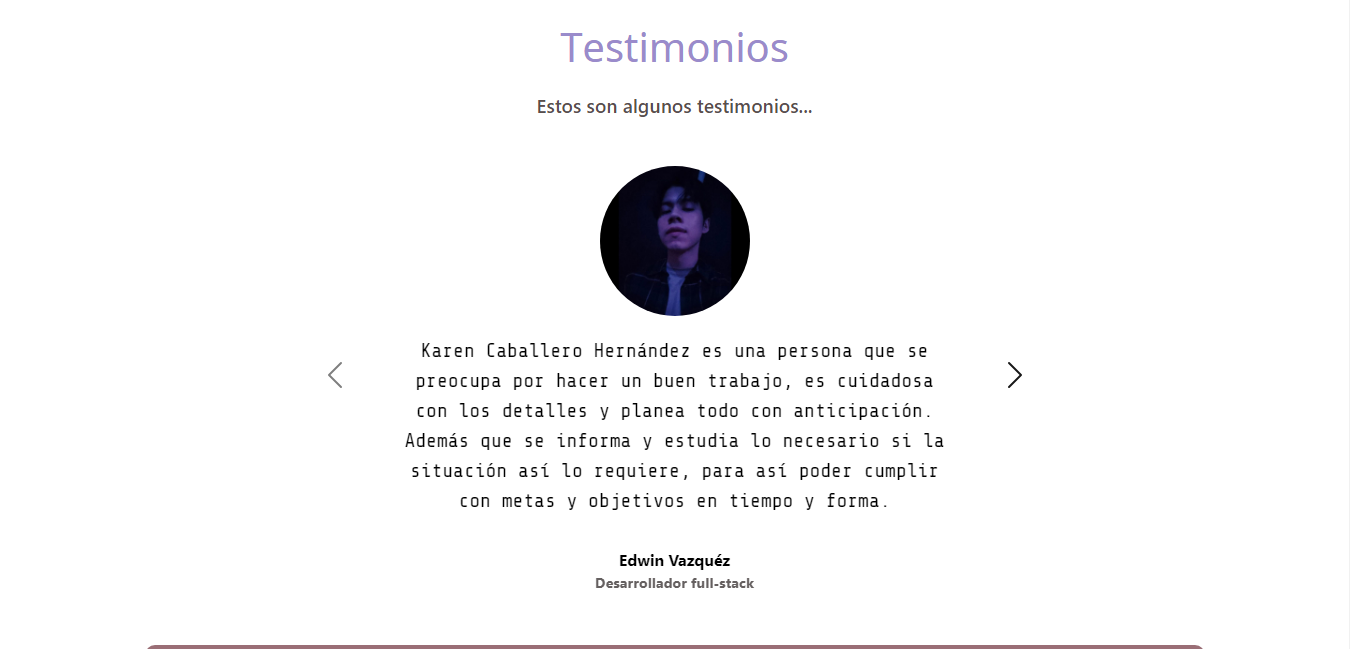 Testimonios
Estos son algunos testimonios...
Karen Caballero Hernández es una persona que se
preocupa por hacer un buen trabajo, es cuidadosa
con los detalles y planea todo con anticipación.
Además que se informa y estudia lo necesario si la
situación así lo requiere, para así poder cumplir
con metas y objetivos en tiempo y forma.
Edwin Vazquéz
Desarrollador full-stack